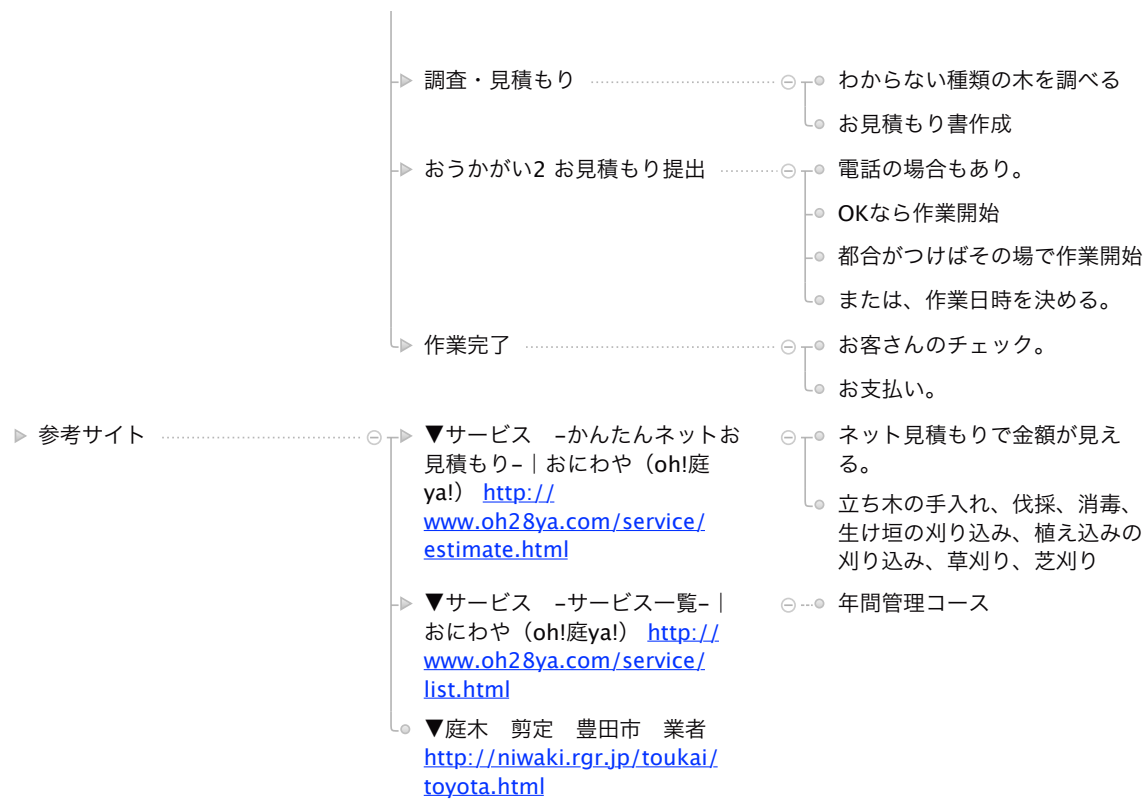 調査・見積もり
わからない種類の木を調べる
お見積もり書作成
おうかがい2 お見積もり提出
電話の場合もあり。
OKなら作業開始
都合がつけばその場で作業開始
または、作業日時を決める。
作業完了
お客さんのチェック。
お支払い。
参考サイト
▼サービス　–かんたんネットお
見積もり–｜おにわや（oh!庭
ya!） http://
www.oh28ya.com/service/
estimate.html
ネット見積もりで金額が見え
る。
立ち木の手入れ、伐採、消毒、
生け垣の刈り込み、植え込みの
刈り込み、草刈り、芝刈り
▼サービス　–サービス一覧–｜
おにわや（oh!庭ya!） http://
www.oh28ya.com/service/
list.html
年間管理コース
▼庭木　剪定　豊田市　業者
http://niwaki.rgr.jp/toukai/
toyota.html